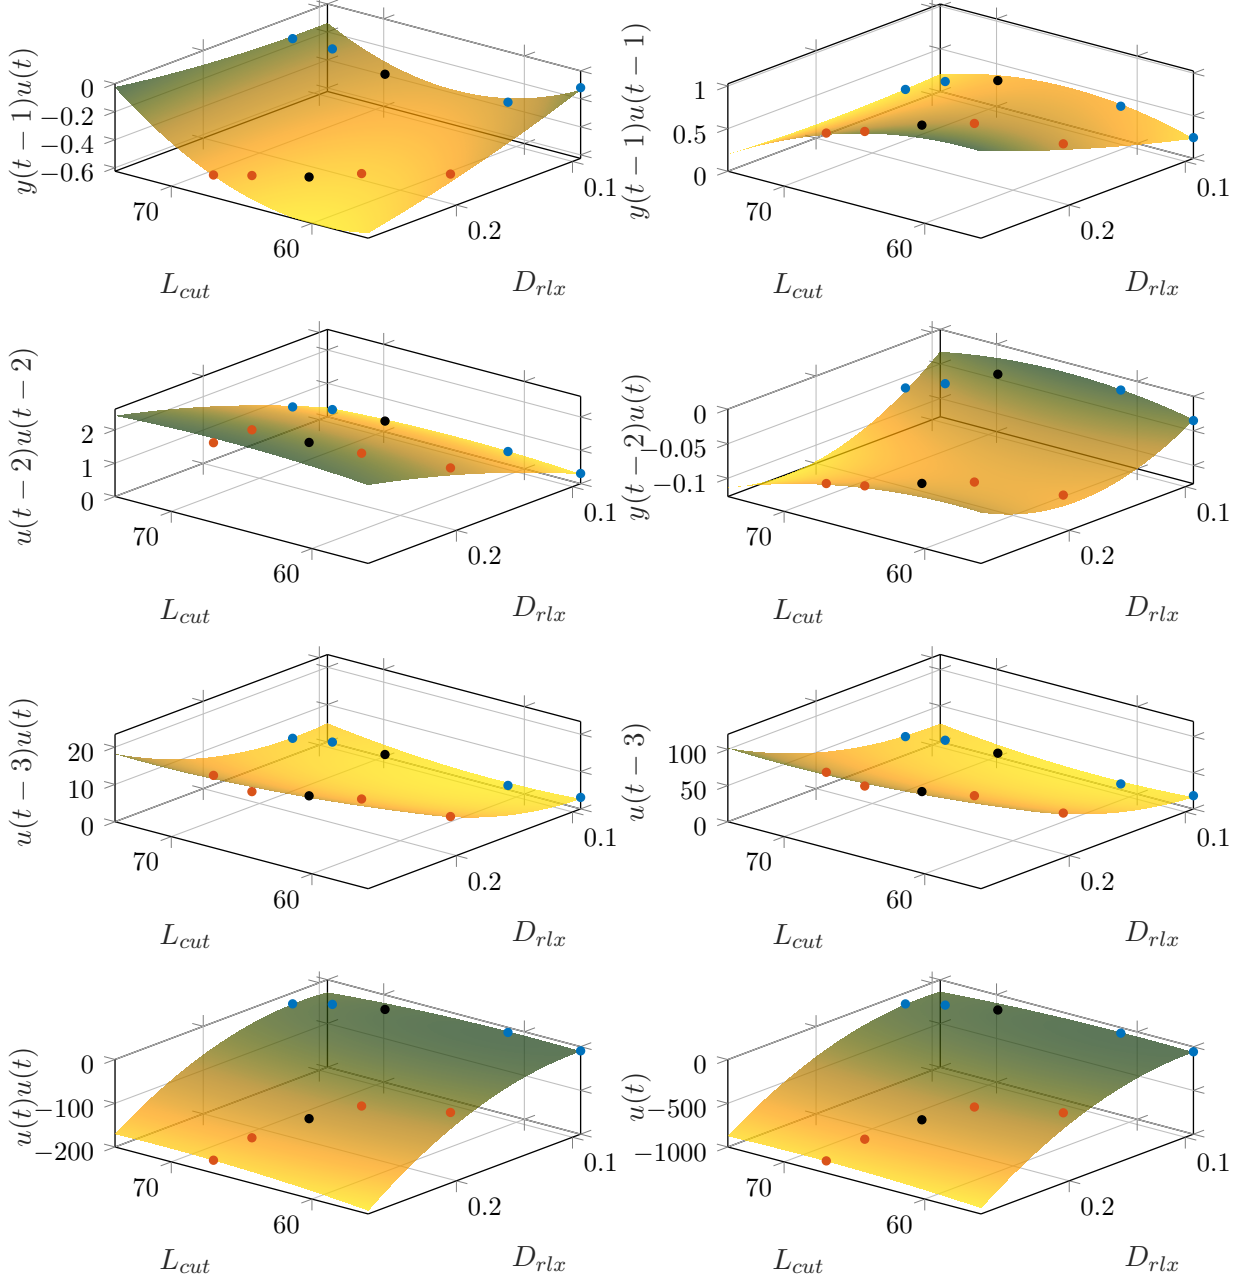 y(t − 1)u(t)
0
−0.2
−0.4
−0.6
70
60
0.2
0.1
L_cut
D_rlx
y(t − 1)u(t − 1)
1
0.5
0
70
60
0.2
0.1
L_cut
D_rlx
u(t − 2)u(t − 2)
2
1
0
70
60
0.2
0.1
L_cut
D_rlx
y(t − 2)u(t)
0
−0.05
−0.1
70
60
0.2
0.1
L_cut
D_rlx
u(t − 3)u(t)
20
10
0
70
60
0.2
0.1
L_cut
D_rlx
u(t − 3)
100
50
0
70
60
0.2
0.1
L_cut
D_rlx
u(t)u(t)
0
−100
−200
70
60
0.2
0.1
L_cut
D_rlx
u(t)
0
−500
−1000
70
60
0.2
0.1
L_cut
D_rlx